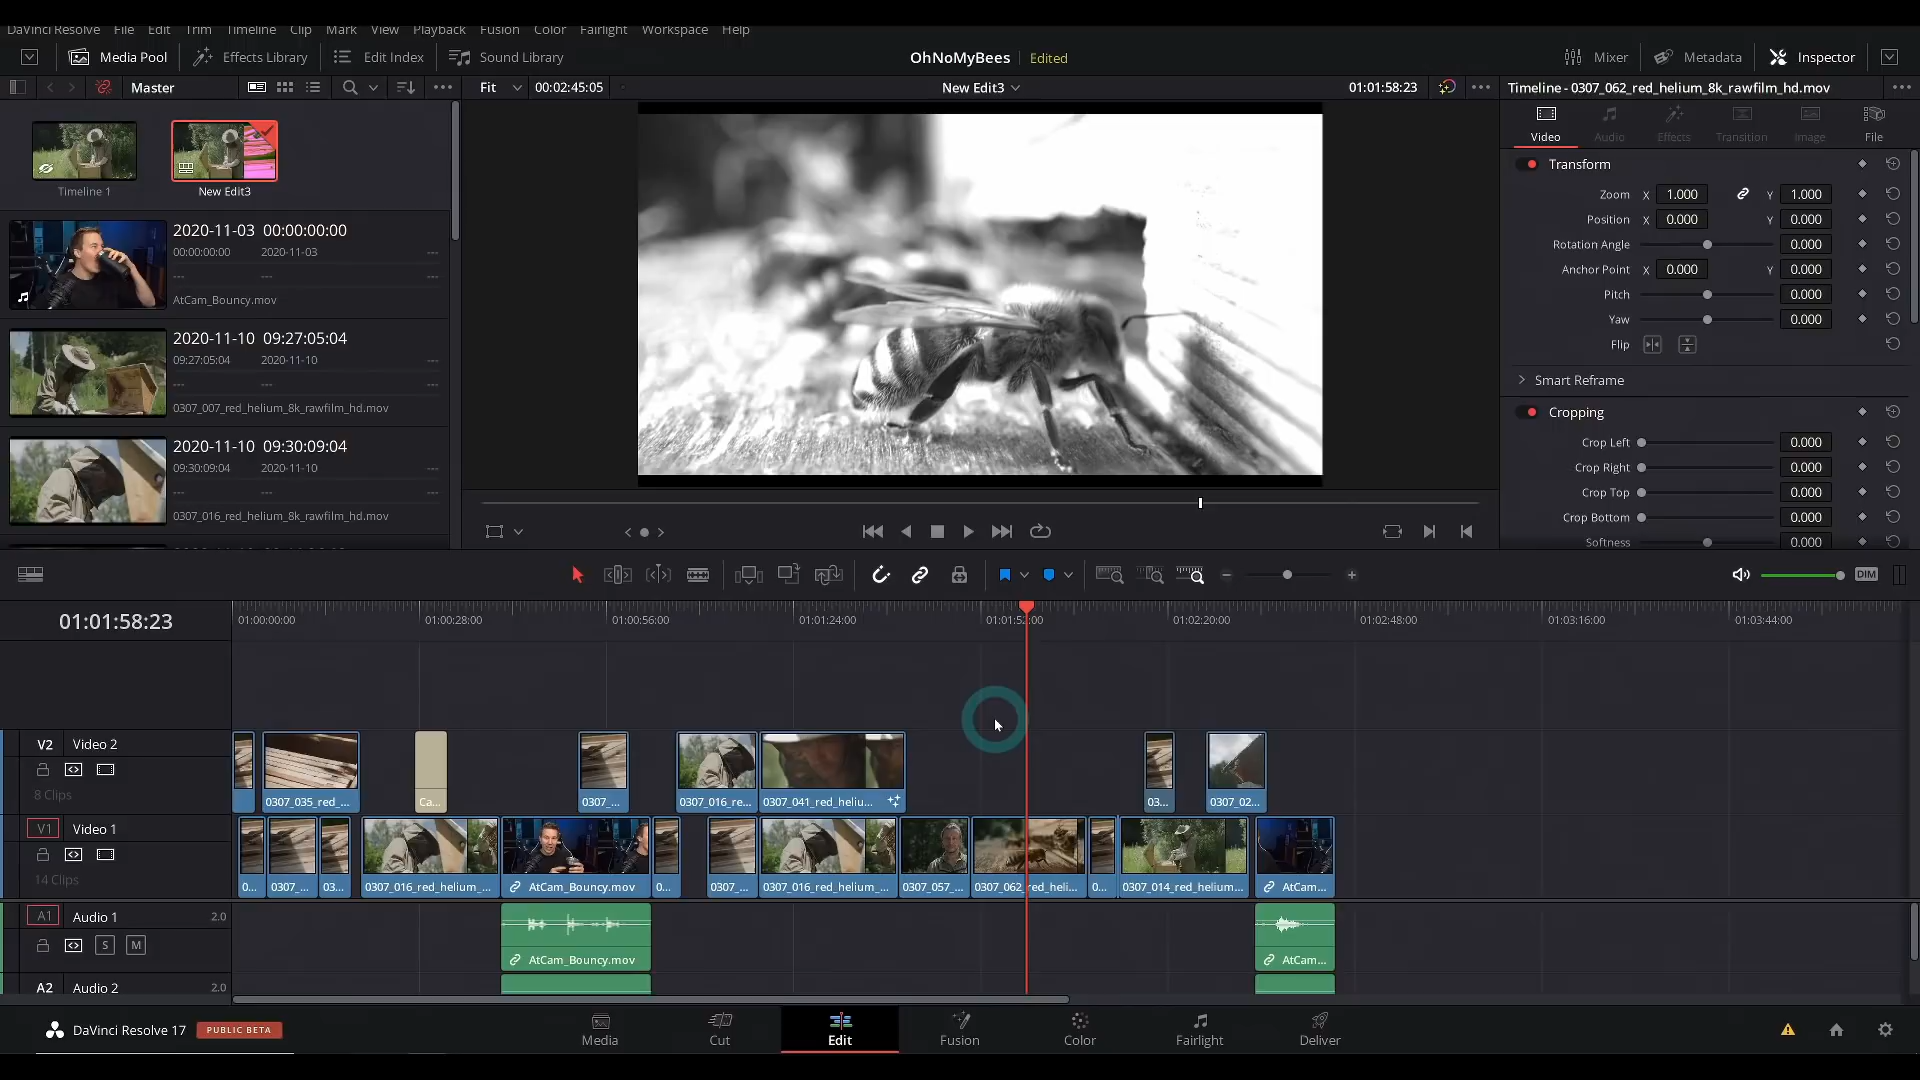 DaVinci Resolve File Edit Trim Timeline Clip Mark View Playback Fusion Color Fairlight Workspace Help
Media Pool Effects Library Edit Index Sound Library OhNoMyBees Edited Mixer Metadata Inspector
Master Fit 00:02:45:05 New Edit3 01:01:58:23 Timeline - 0307_062_red_helium_8k_rawfilm_hd.mov
Video Audio Effects Transition Image File
Timeline 1 New Edit3
Transform
Zoom X 1.000 Y 1.000
Position X 0.000 Y 0.000
Rotation Angle 0.000
Anchor Point X 0.000 Y 0.000
Pitch 0.000
Yaw 0.000
Flip
Smart Reframe
Cropping
Crop Left 0.000
Crop Right 0.000
Crop Top 0.000
Crop Bottom 0.000
Softness 0.000
2020-11-03 00:00:00:00
00:00:00:00 2020-11-03 ---
--- --- ---
AtCam_Bouncy.mov
2020-11-10 09:27:05:04
09:27:05:04 2020-11-10 ---
--- --- ---
0307_007_red_helium_8k_rawfilm_hd.mov
2020-11-10 09:30:09:04
09:30:09:04 2020-11-10 ---
--- --- ---
0307_016_red_helium_8k_rawfilm_hd.mov
DIM
01:01:58:23
01:00:00:00 01:00:28:00 01:00:56:00 01:01:24:00 01:01:52:00 01:02:20:00 01:02:48:00 01:03:16:00 01:03:44:00
V2 Video 2
8 Clips
0307_035_red_... Ca... 0307_... 0307_016_re... 0307_041_red_heliu... 03... 0307_02...
V1 Video 1
14 Clips
0... 0307_... 03... 0307_016_red_helium_... AtCam_Bouncy.mov 0... 0307_... 0307_016_red_helium_... 0307_057_... 0307_062_red_heli... 0... 0307_014_red_helium... AtCam...
A1 Audio 1 2.0
S M
AtCam_Bouncy.mov AtCam...
A2 Audio 2 2.0
DaVinci Resolve 17 PUBLIC BETA
Media Cut Edit Fusion Color Fairlight Deliver